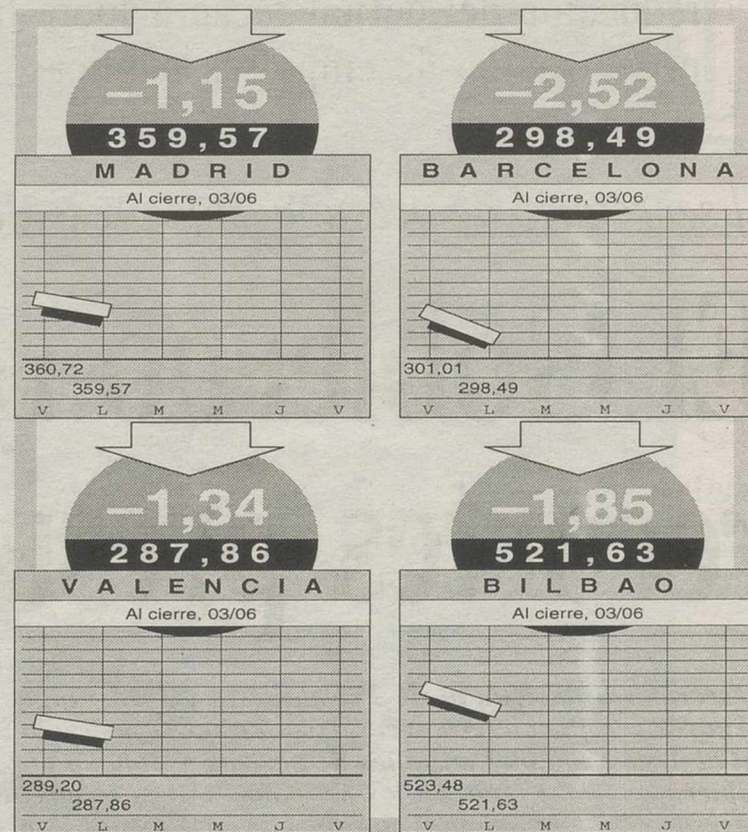 −1,15
359,57
MADRID
Al cierre, 03/06
360,72
359,57
V L M M J V
−2,52
298,49
BARCELONA
Al cierre, 03/06
301,01
298,49
V L M M J V
−1,34
287,86
VALENCIA
Al cierre, 03/06
289,20
287,86
V L M M J V
−1,85
521,63
BILBAO
Al cierre, 03/06
523,48
521,63
V L M M J V